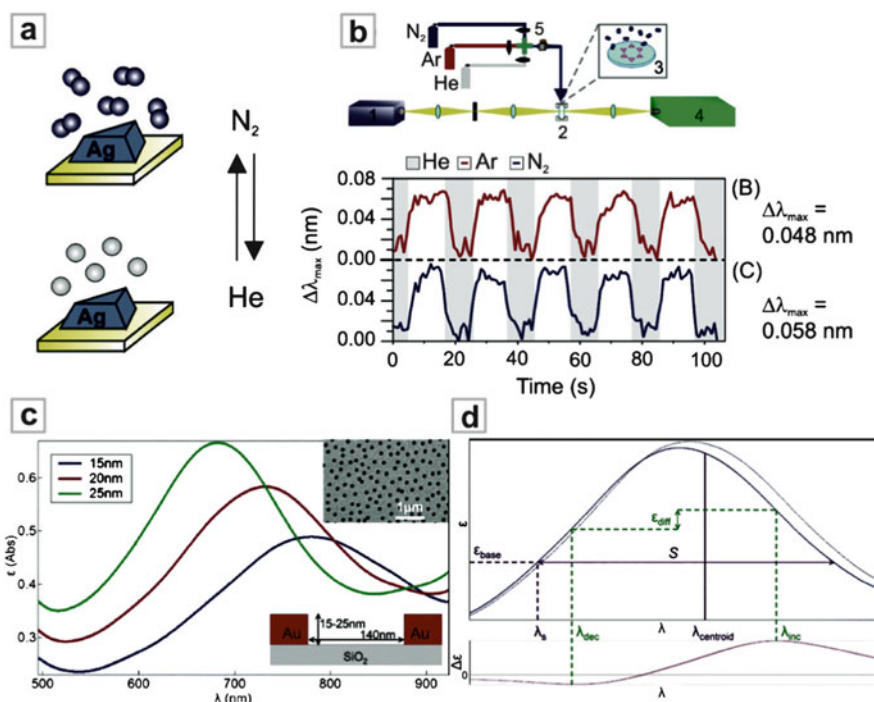 a
N2
Ag
He
Ag
b
N2
Ar
He
5
3
1
2
4
He Ar N2
0.08
0.04
0.00
0.04
0.00
Δλmax (nm)
(B)
Δλmax =
0.048 nm
(C)
Δλmax =
0.058 nm
0 20 40 60 80 100
Time (s)
c
15nm
20nm
25nm
1µm
0.6
0.5
0.4
0.3
ε (Abs)
Au
15-25nm
140nm
Au
SiO2
500 600 700 800 900
λ (nm)
d
ε
εdiff
εbase
S
λs λdec λ λcentroid λinc
Δε
0
λ